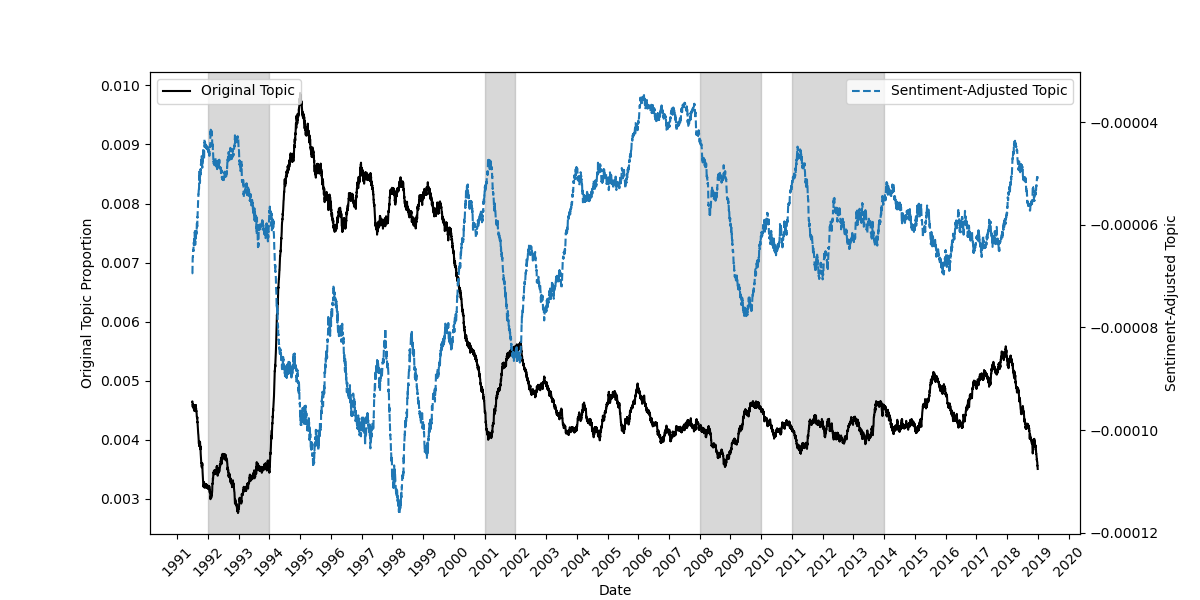 Original Topic
Sentiment-Adjusted Topic
0.010
0.009
0.008
0.007
0.006
0.005
0.004
0.003
Original Topic Proportion
−0.00004
−0.00006
−0.00008
−0.00010
−0.00012
Sentiment-Adjusted Topic
1991 1992 1993 1994 1995 1996 1997 1998 1999 2000 2001 2002 2003 2004 2005 2006 2007 2008 2009 2010 2011 2012 2013 2014 2015 2016 2017 2018 2019 2020
Date